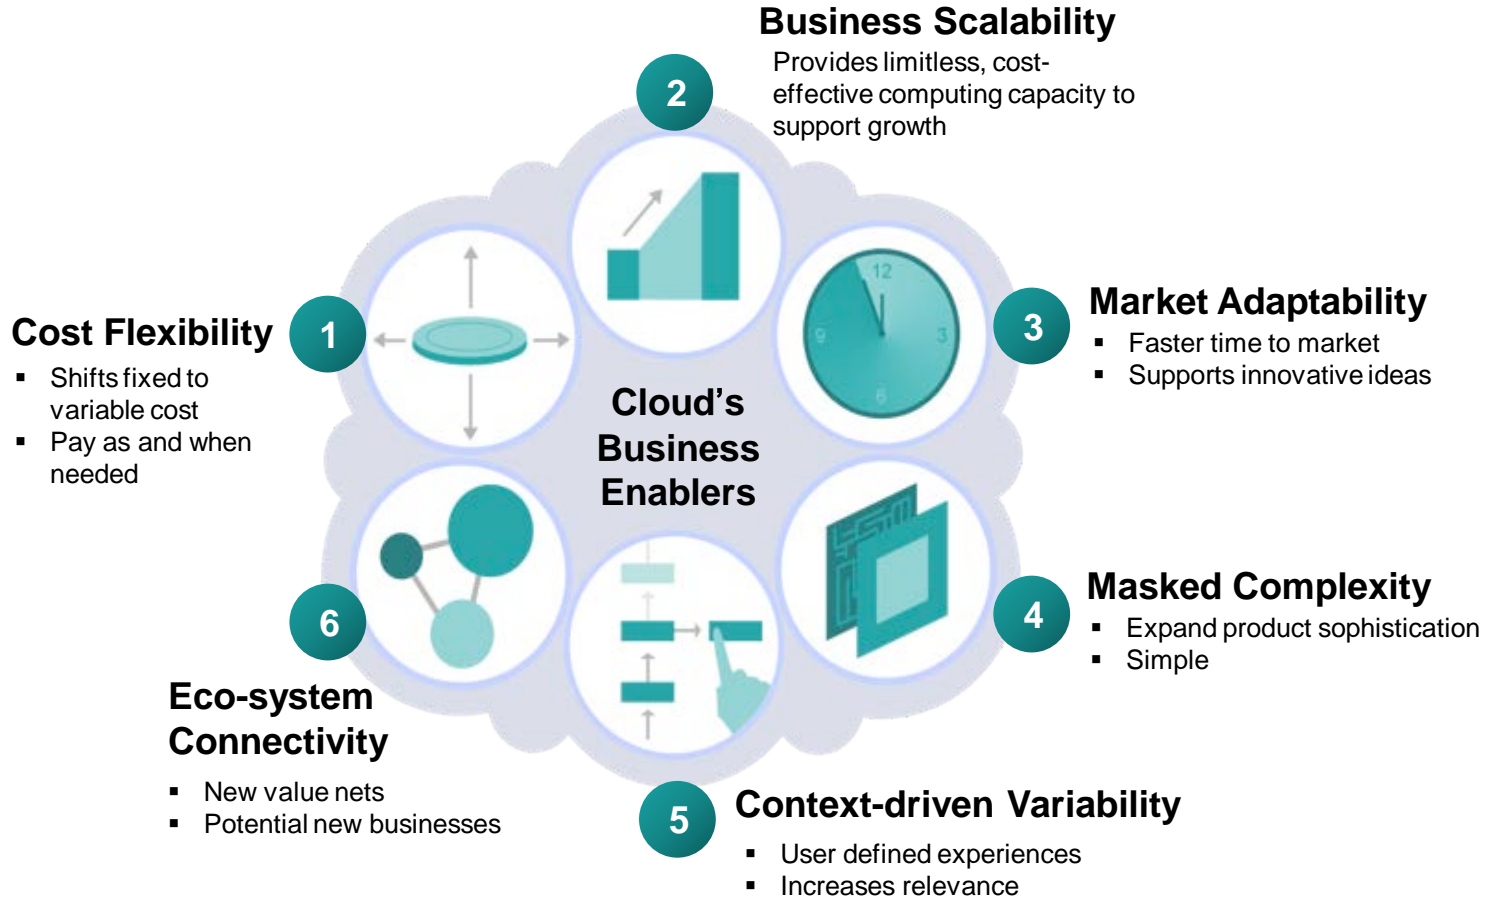 Business Scalability
Provides limitless, cost-
effective computing capacity to
support growth
2
1
Cost Flexibility
▪ Shifts fixed to
variable cost
▪ Pay as and when
needed
12
3
6
9
3
Market Adaptability
▪ Faster time to market
▪ Supports innovative ideas
Cloud's
Business
Enablers
4
Masked Complexity
▪ Expand product sophistication
▪ Simple
6
Eco-system
Connectivity
▪ New value nets
▪ Potential new businesses
5
Context-driven Variability
▪ User defined experiences
▪ Increases relevance